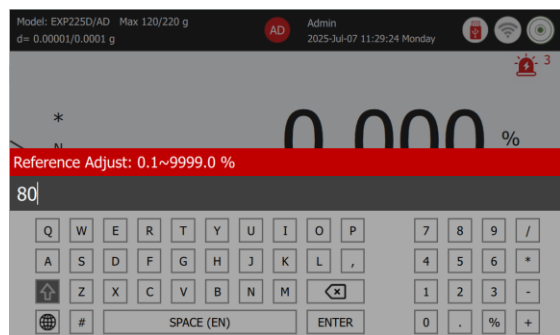 Model: EXP225D/AD Max 120/220 g
d= 0.00001/0.0001 g
AD
Admin
2025-Jul-07 11:29:24 Monday
3
*
N
0.000 %
Reference Adjust: 0.1~9999.0 %
80
Q W E R T Y U I O P 7 8 9 /
A S D F G H J K L , 4 5 6 *
Z X C V B N M 1 2 3 -
# SPACE (EN) ENTER 0 . % +